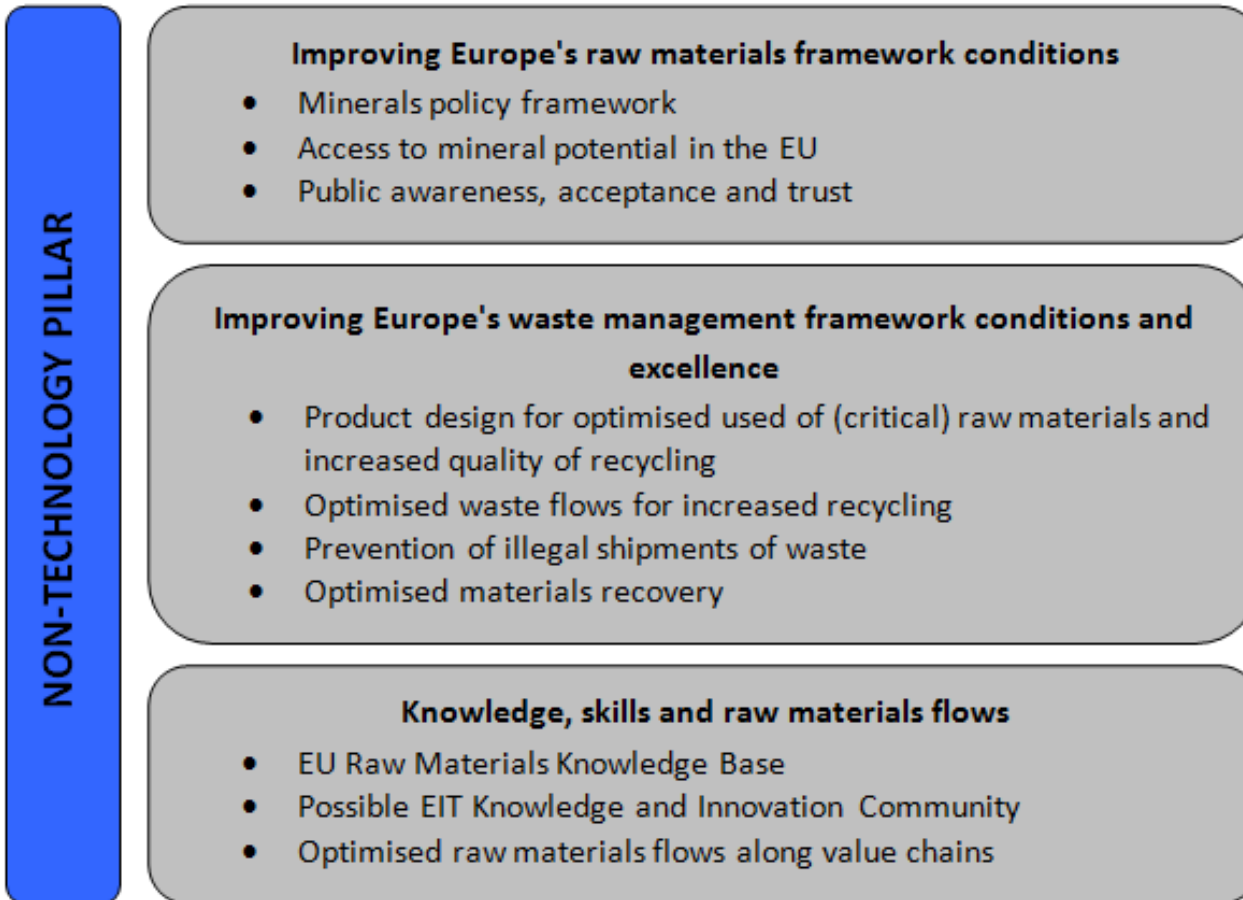 NON-TECHNOLOGY PILLAR
Improving Europe's raw materials framework conditions
• Minerals policy framework
• Access to mineral potential in the EU
• Public awareness, acceptance and trust
Improving Europe's waste management framework conditions and
excellence
• Product design for optimised used of (critical) raw materials and
increased quality of recycling
• Optimised waste flows for increased recycling
• Prevention of illegal shipments of waste
• Optimised materials recovery
Knowledge, skills and raw materials flows
• EU Raw Materials Knowledge Base
• Possible EIT Knowledge and Innovation Community
• Optimised raw materials flows along value chains